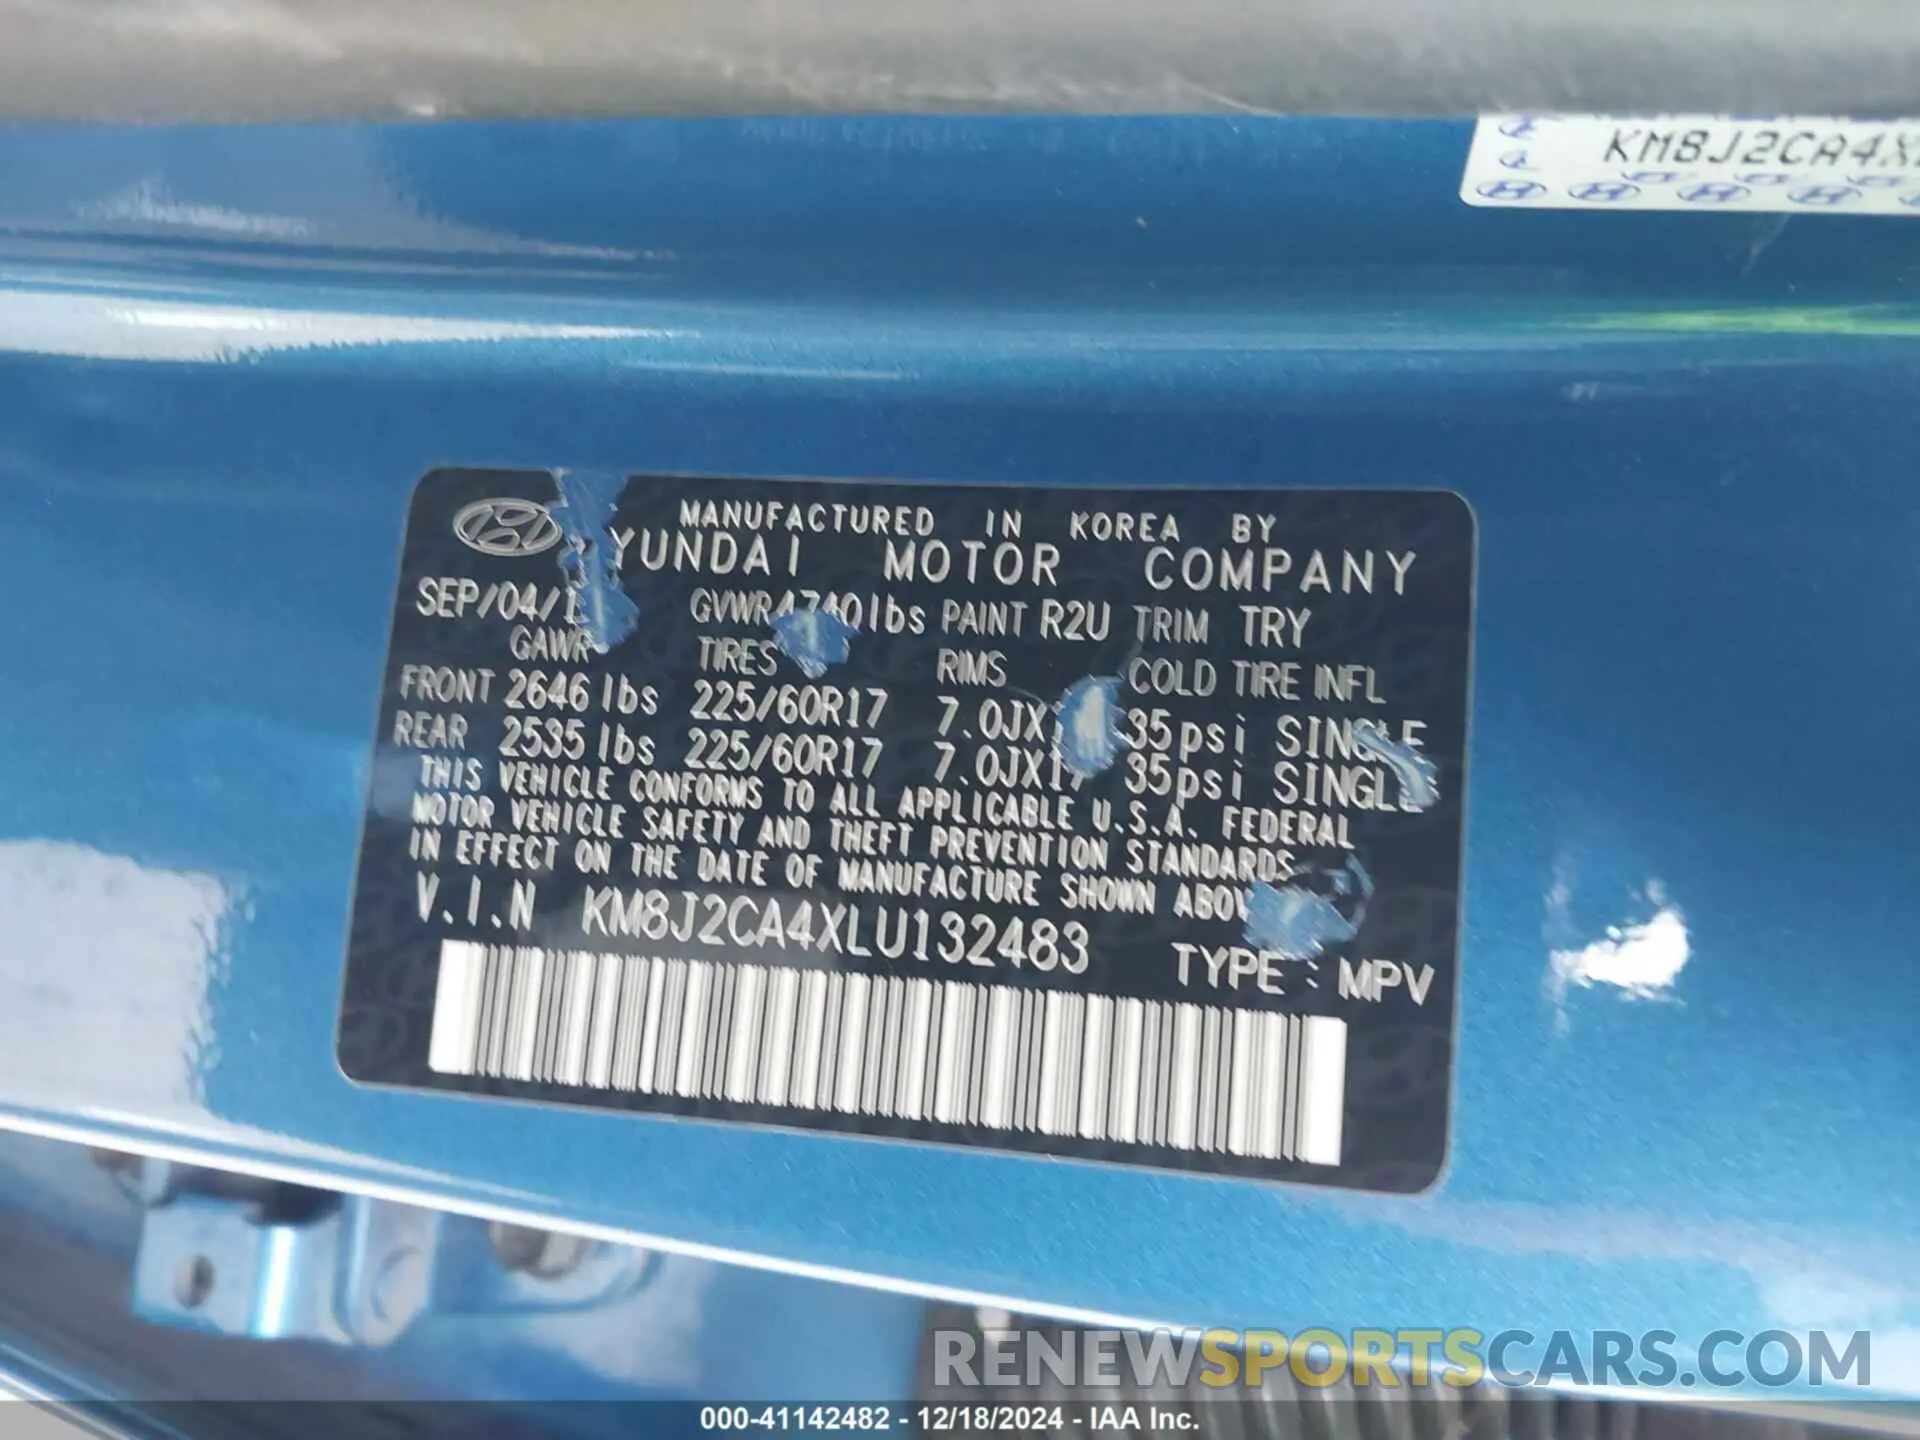 KM8J2CA4X
MANUFACTURED IN KOREA BY
YUNDAI MOTOR COMPANY
SEP/04/1 GVWR 4740lbs PAINT R2U TRIM TRY
GAWR TIRES RIMS COLD TIRE INFL
FRONT 2646 lbs 225/60R17 7.0JX1 35psi SINGLE
REAR 2535 lbs 225/60R17 7.0JX17 35psi SINGLE
THIS VEHICLE CONFORMS TO ALL APPLICABLE U.S.A. FEDERAL
MOTOR VEHICLE SAFETY AND THEFT PREVENTION STANDARDS
IN EFFECT ON THE DATE OF MANUFACTURE SHOWN ABOV
V.I.N KM8J2CA4XLU132483
TYPE : MPV
RENEWSPORTSCARS.COM
000-41142482 - 12/18/2024 - IAA Inc.